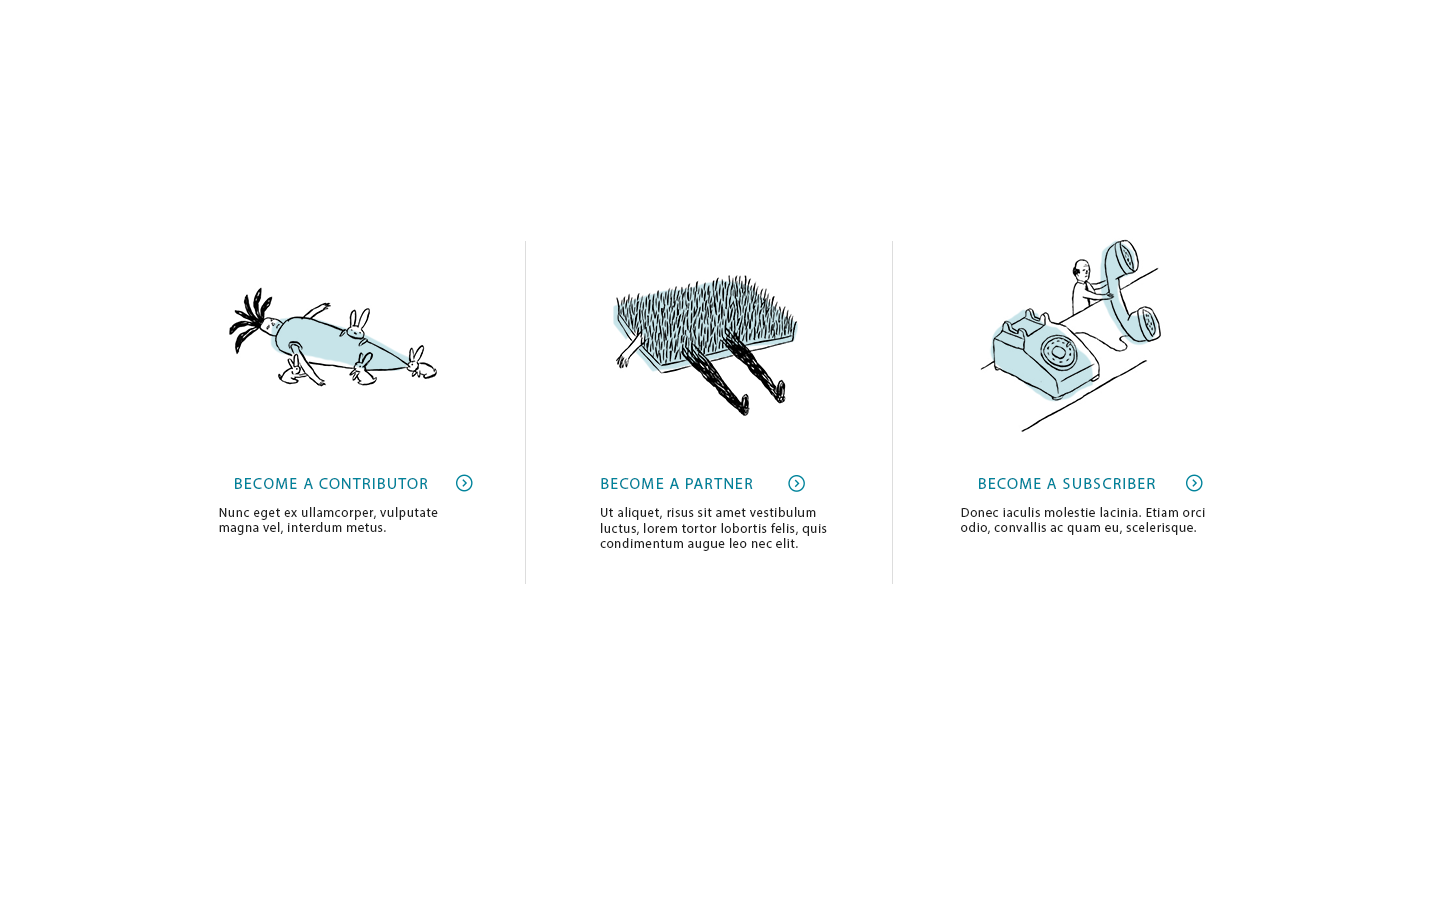 BECOME A CONTRIBUTOR
Nunc eget ex ullamcorper, vulputate
magna vel, interdum metus.
BECOME A PARTNER
Ut aliquet, risus sit amet vestibulum
luctus, lorem tortor lobortis felis, quis
condimentum augue leo nec elit.
BECOME A SUBSCRIBER
Donec iaculis molestie lacinia. Etiam orci
odio, convallis ac quam eu, scelerisque.